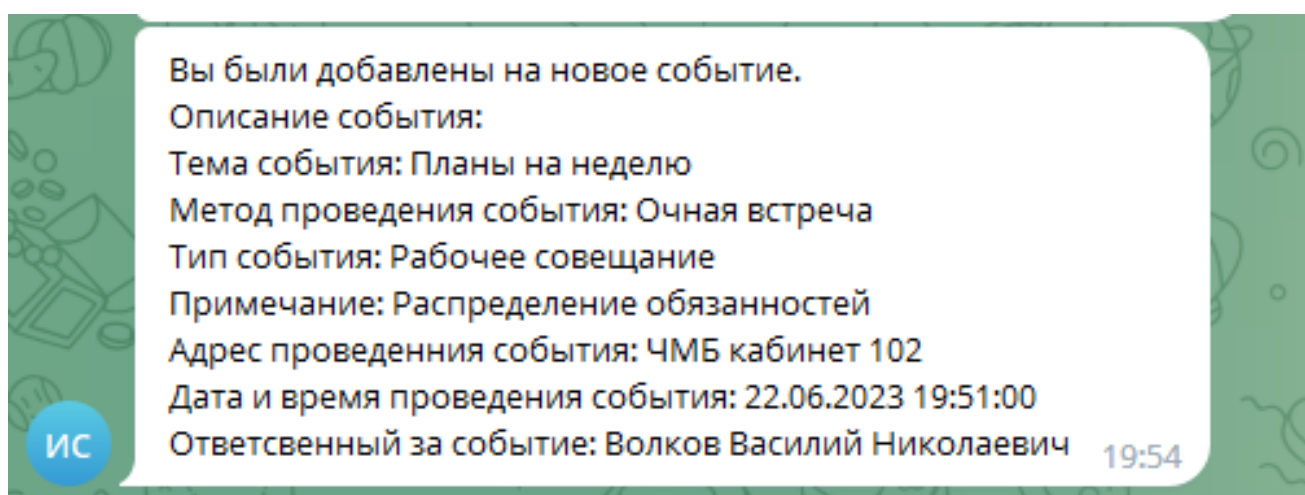 Вы были добавлены на новое событие.
Описание события:
Тема события: Планы на неделю
Метод проведения события: Очная встреча
Тип события: Рабочее совещание
Примечание: Распределение обязанностей
Адрес проведенния события: ЧМБ кабинет 102
Дата и время проведения события: 22.06.2023 19:51:00
Ответсвенный за событие: Волков Василий Николаевич
19:54
ИС